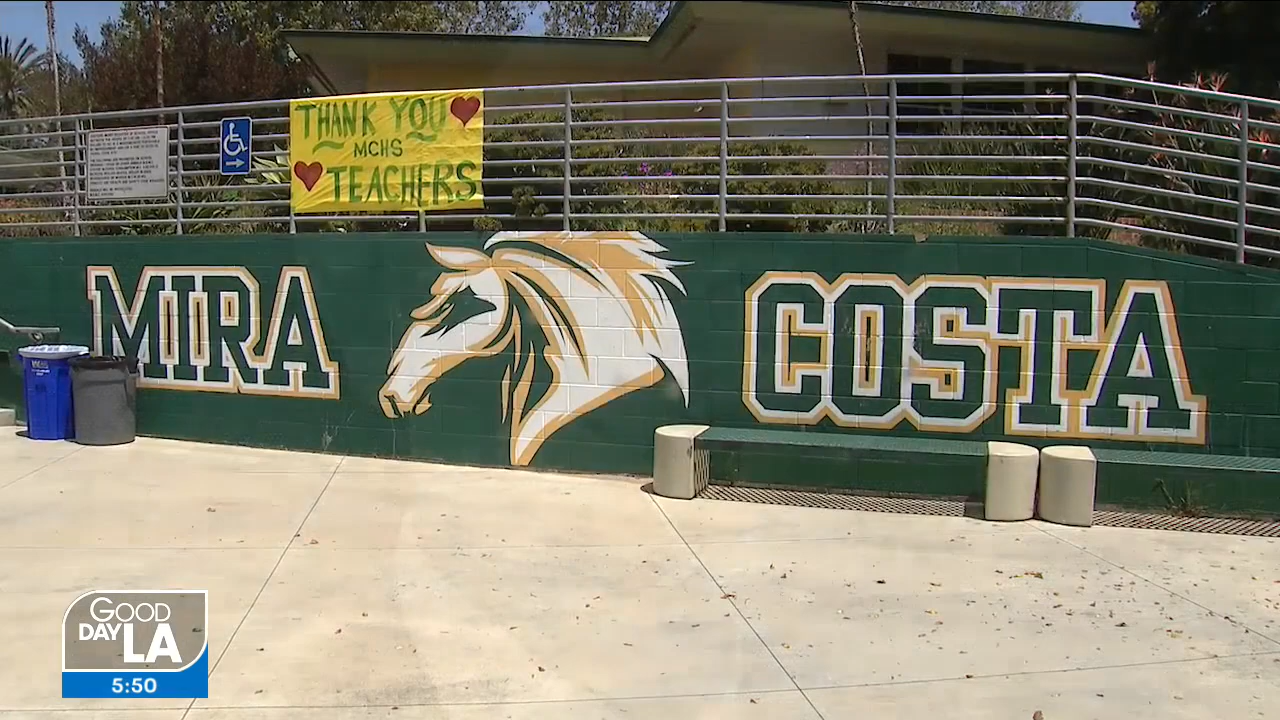 THANK YOU
MCHS
TEACHERS
MIRA COSTA
GOOD
DAY LA
5:50